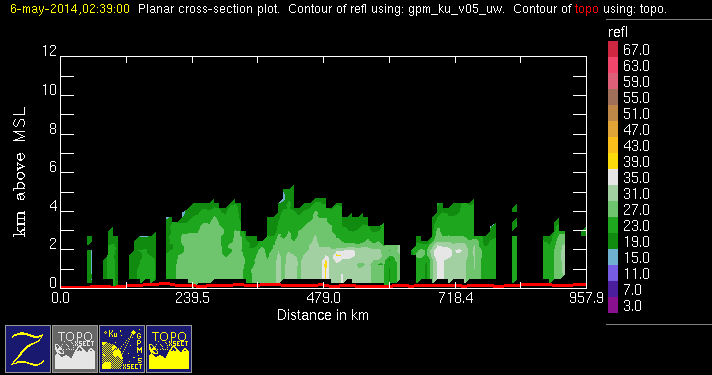 6-may-2014,02:39:00 Planar cross-section plot. Contour of refl using: gpm_ku_v05_uw. Contour of topo using: topo.
refl
67.0
63.0
59.0
55.0
51.0
47.0
43.0
39.0
35.0
31.0
27.0
23.0
19.0
15.0
11.0
7.0
3.0
12
10
8
6
4
2
0
km above MSL
0.0 239.5 479.0 718.4 957.9
Distance in km
Z
TOPO
XSECT
"Ku"
GPM
XSECT
TOPO
XSECT